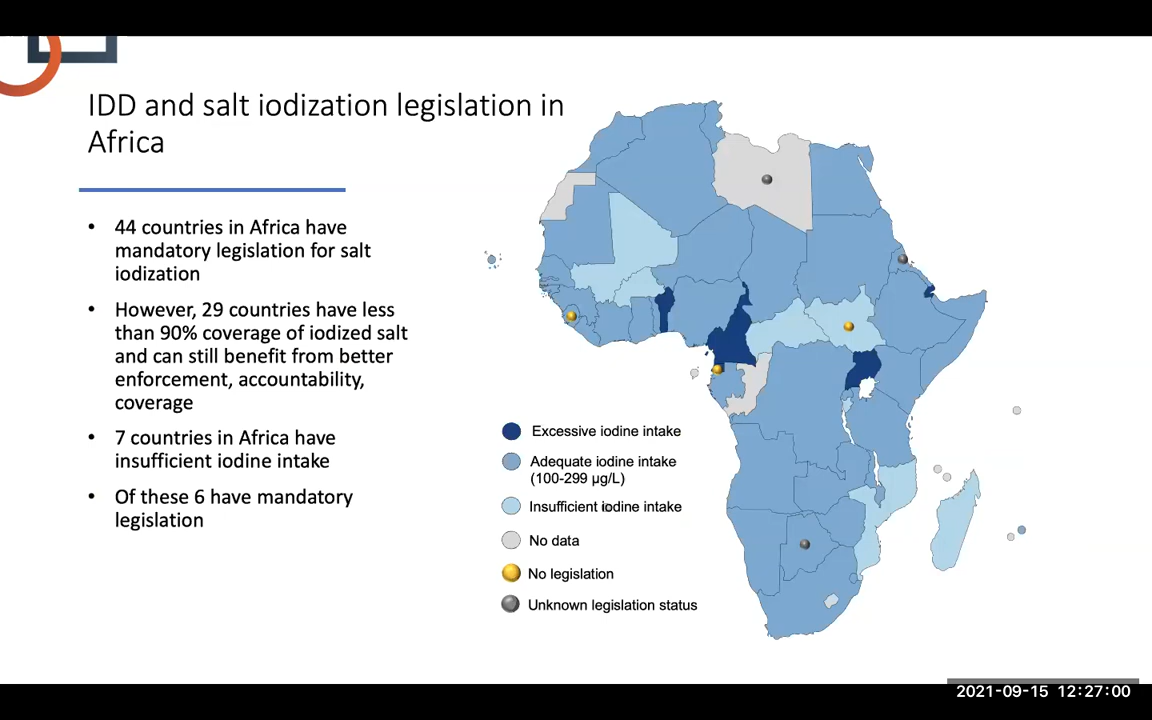 IDD and salt iodization legislation in
Africa
• 44 countries in Africa have
mandatory legislation for salt
iodization
• However, 29 countries have less
than 90% coverage of iodized salt
and can still benefit from better
enforcement, accountability,
coverage
• 7 countries in Africa have
insufficient iodine intake
• Of these 6 have mandatory
legislation
Excessive iodine intake
Adequate iodine intake
(100-299 µg/L)
Insufficient iodine intake
No data
No legislation
Unknown legislation status
2021-09-15 12:27:00